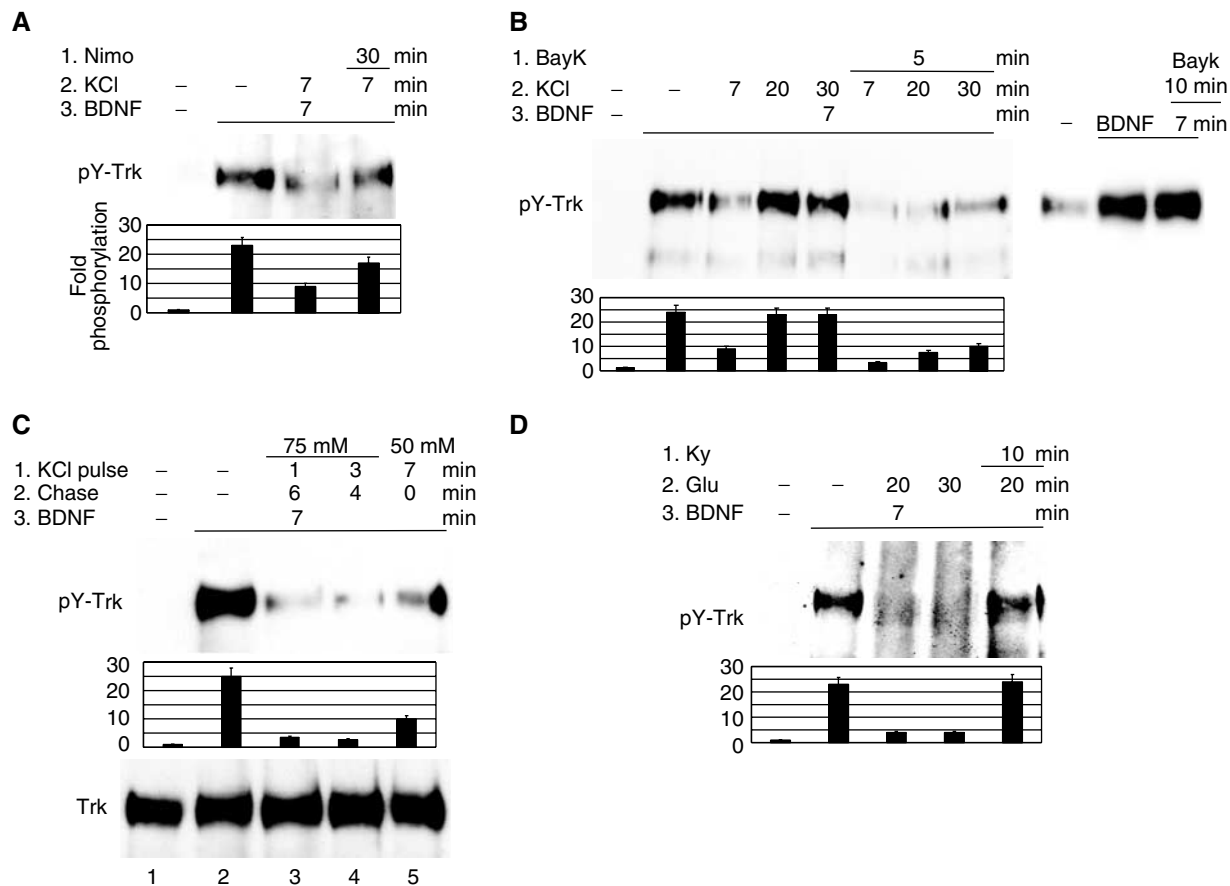 A
1. Nimo 30 min
2. KCl – – 7 7 min
3. BDNF – 7 min
pY-Trk
Fold phosphorylation
30
20
10
0
B
1. BayK 5 min
2. KCl – – 7 20 30 7 20 30 min
3. BDNF – 7 min
pY-Trk
30
20
10
0
Bayk
10 min
– BDNF 7 min
C
75 mM 50 mM
1. KCl pulse – – 1 3 7 min
2. Chase – – 6 4 0 min
3. BDNF – 7 min
pY-Trk
30
20
10
0
Trk
1 2 3 4 5
D
1. Ky 10 min
2. Glu – – 20 30 20 min
3. BDNF – 7 min
pY-Trk
30
20
10
0